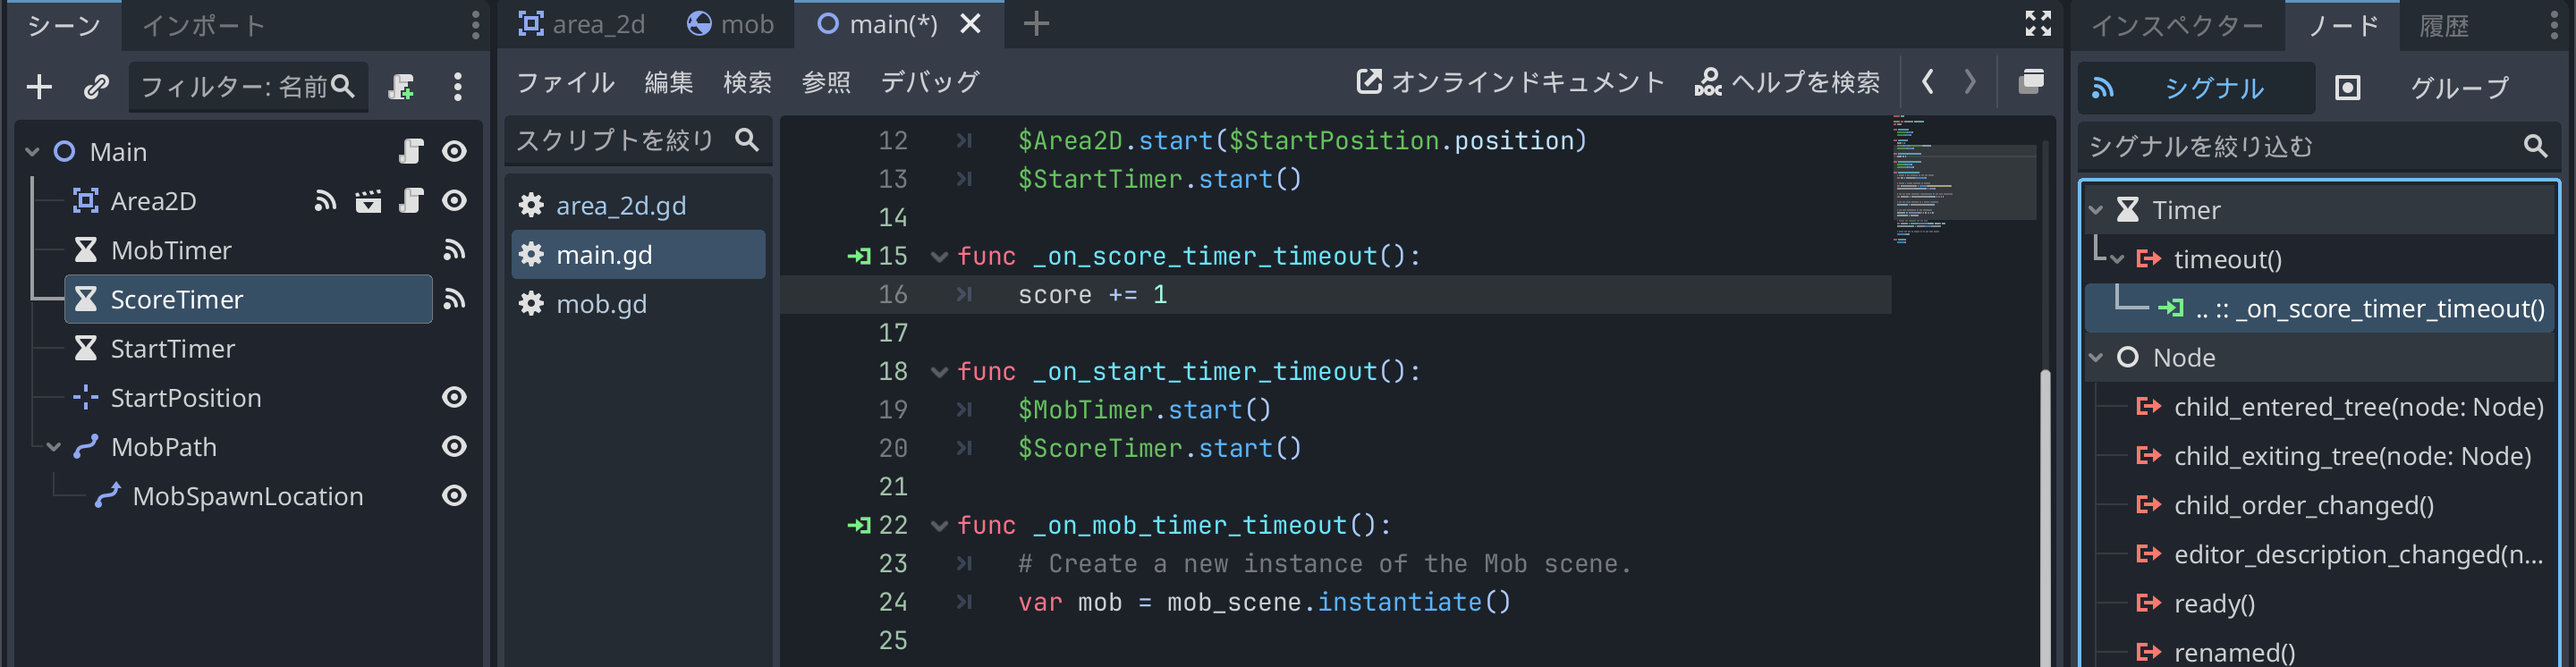 シーン
インポート
フィルター: 名前
Main
Area2D
MobTimer
ScoreTimer
StartTimer
StartPosition
MobPath
MobSpawnLocation
area_2d
mob
main(*)
ファイル 編集 検索 参照 デバッグ
オンラインドキュメント
DOC ヘルプを検索
スクリプトを絞り
area_2d.gd
main.gd
mob.gd
12 $Area2D.start($StartPosition.position)
13 $StartTimer.start()
14
15 func _on_score_timer_timeout():
16 score += 1
17
18 func _on_start_timer_timeout():
19 $MobTimer.start()
20 $ScoreTimer.start()
21
22 func _on_mob_timer_timeout():
23 # Create a new instance of the Mob scene.
24 var mob = mob_scene.instantiate()
25
インスペクター
ノード
履歴
シグナル
グループ
シグナルを絞り込む
Timer
timeout()
.. :: _on_score_timer_timeout()
Node
child_entered_tree(node: Node)
child_exiting_tree(node: Node)
child_order_changed()
editor_description_changed(n...
ready()
renamed()